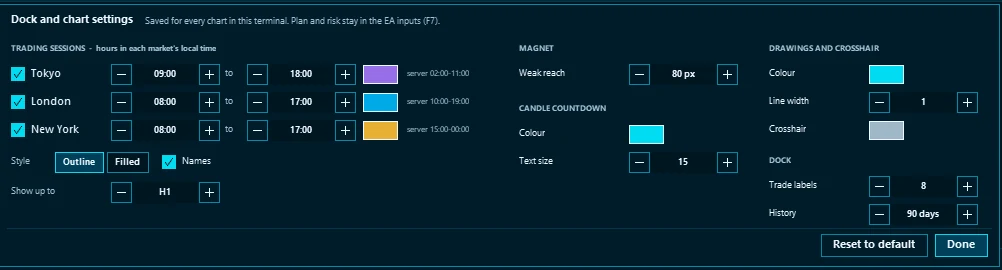 Dock and chart settings Saved for every chart in this terminal. Plan and risk stay in the EA inputs (F7).
TRADING SESSIONS - hours in each market's local time
Tokyo 09:00 to 18:00 server 02:00-11:00
London 08:00 to 17:00 server 10:00-19:00
New York 08:00 to 17:00 server 15:00-00:00
Style Outline Filled Names
Show up to H1
MAGNET
Weak reach 80 px
CANDLE COUNTDOWN
Colour
Text size 15
DRAWINGS AND CROSSHAIR
Colour
Line width 1
Crosshair
DOCK
Trade labels 8
History 90 days
Reset to default Done